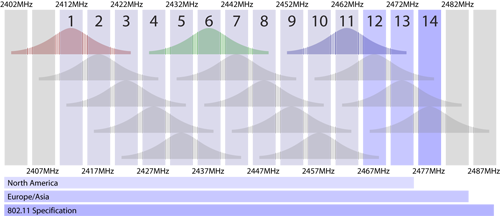 2402MHz 2412MHz 2422MHz 2432MHz 2442MHz 2452MHz 2462MHz 2472MHz 2482MHz
1 2 3 4 5 6 7 8 9 10 11 12 13 14
2407MHz 2417MHz 2427MHz 2437MHz 2447MHz 2457MHz 2467MHz 2477MHz 2487MHz
North America
Europe/Asia
802.11 Specification